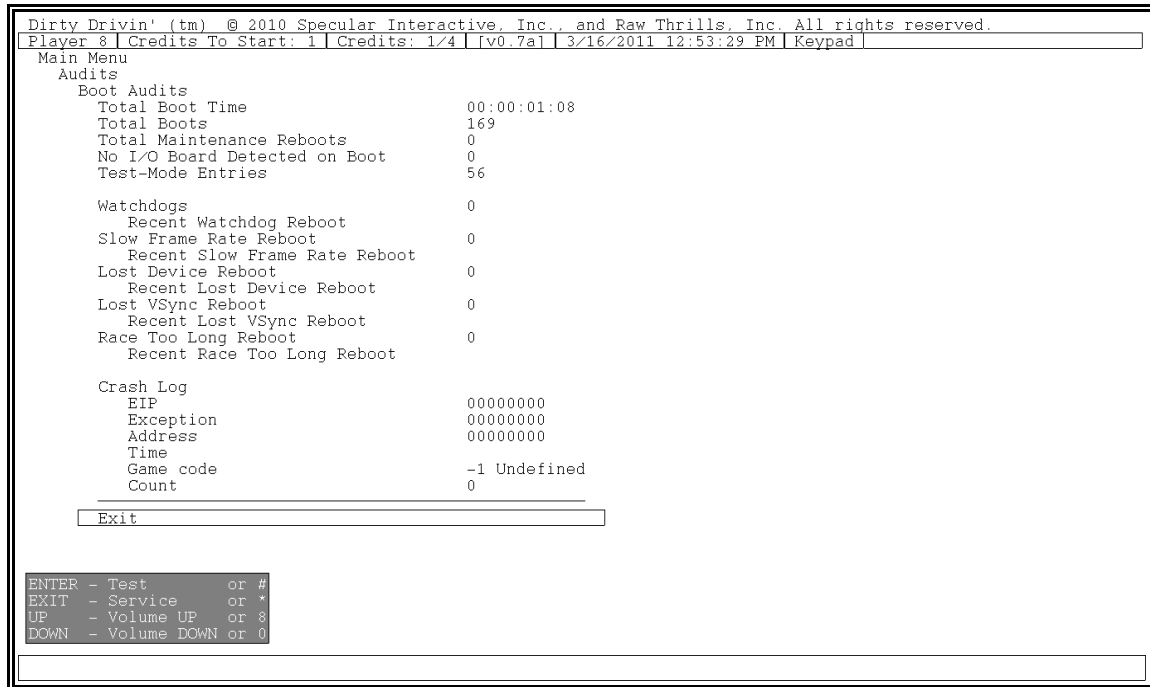 Dirty Drivin' (tm) @ 2010 Specular Interactive, Inc., and Raw Thrills, Inc. All rights reserved.
Player 8 | Credits To Start: 1 | Credits: 1/4 | [v0.7a] | 3/16/2011 12:53:29 PM | Keypad |
Main Menu
Audits
Boot Audits
Total Boot Time 00:00:01:08
Total Boots 169
Total Maintenance Reboots 0
No I/O Board Detected on Boot 0
Test-Mode Entries 56
Watchdogs 0
Recent Watchdog Reboot
Slow Frame Rate Reboot 0
Recent Slow Frame Rate Reboot
Lost Device Reboot 0
Recent Lost Device Reboot
Lost VSync Reboot 0
Recent Lost VSync Reboot
Race Too Long Reboot 0
Recent Race Too Long Reboot
Crash Log
EIP 00000000
Exception 00000000
Address 00000000
Time
Game code -1 Undefined
Count 0
Exit
ENTER - Test or #
EXIT - Service or *
UP - Volume UP or 8
DOWN - Volume DOWN or 0